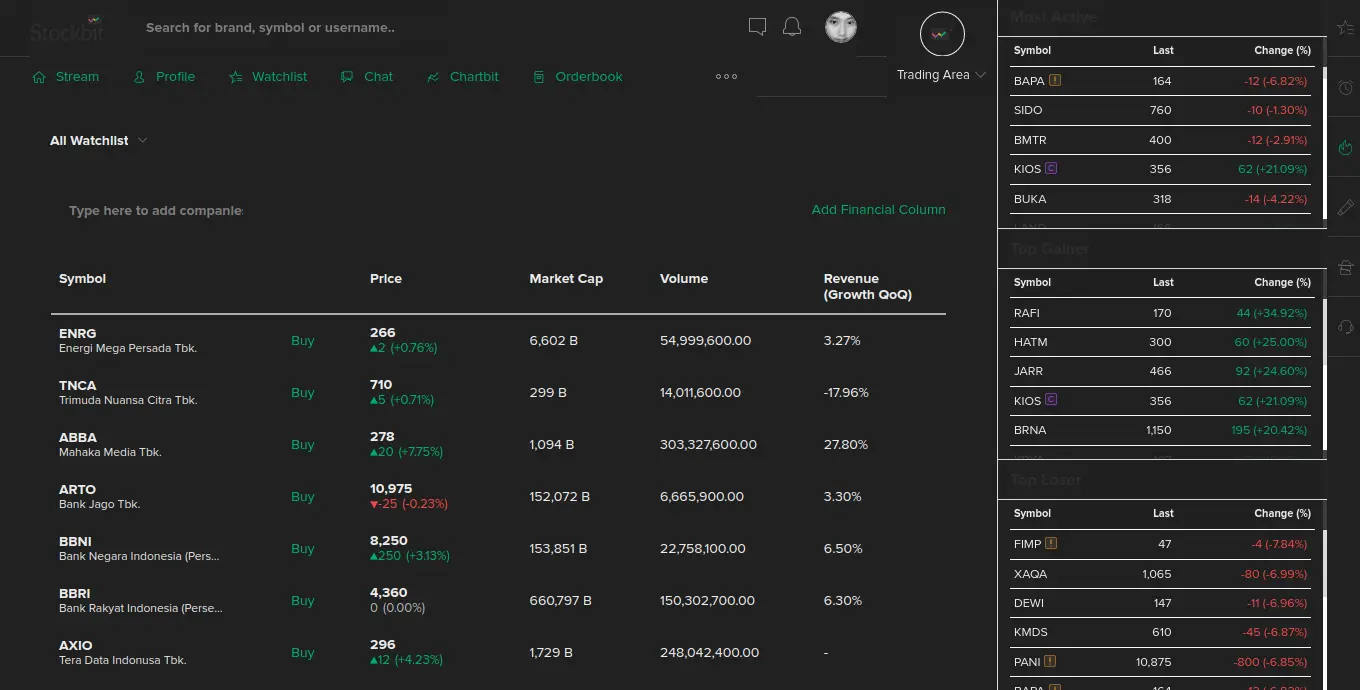 Stockbit
Search for brand, symbol or username..
Stream
Profile
Watchlist
Chat
Chartbit
Orderbook
Trading Area
All Watchlist
Type here to add companie
Add Financial Column
Symbol Price Market Cap Volume Revenue
(Growth QoQ)
ENRG 266
Energi Mega Persada Tbk. Buy ▲2 (+0.76%) 6,602 B 54,999,600.00 3.27%
TNCA 710
Trimuda Nuansa Citra Tbk. Buy ▲5 (+0.71%) 299 B 14,011,600.00 -17.96%
ABBA 278
Mahaka Media Tbk. Buy ▲20 (+7.75%) 1,094 B 303,327,600.00 27.80%
ARTO 10,975
Bank Jago Tbk. Buy ▼-25 (-0.23%) 152,072 B 6,665,900.00 3.30%
BBNI 8,250
Bank Negara Indonesia (Pers... Buy ▲250 (+3.13%) 153,851 B 22,758,100.00 6.50%
BBRI 4,360
Bank Rakyat Indonesia (Perse... Buy 0 (0.00%) 660,797 B 150,302,700.00 6.30%
AXIO 296
Tera Data Indonusa Tbk. Buy ▲12 (+4.23%) 1,729 B 248,042,400.00 -
Most Active
Symbol Last Change (%)
BAPA ! 164 -12 (-6.82%)
SIDO 760 -10 (-1.30%)
BMTR 400 -12 (-2.91%)
KIOS C 356 62 (+21.09%)
BUKA 318 -14 (-4.22%)
Top Gainer
Symbol Last Change (%)
RAFI 170 44 (+34.92%)
HATM 300 60 (+25.00%)
JARR 466 92 (+24.60%)
KIOS C 356 62 (+21.09%)
BRNA 1,150 195 (+20.42%)
Top Loser
Symbol Last Change (%)
FIMP ! 47 -4 (-7.84%)
XAQA 1,065 -80 (-6.99%)
DEWI 147 -11 (-6.96%)
KMDS 610 -45 (-6.87%)
PANI ! 10,875 -800 (-6.85%)
BAPA ! 164 -12 (-6.82%)